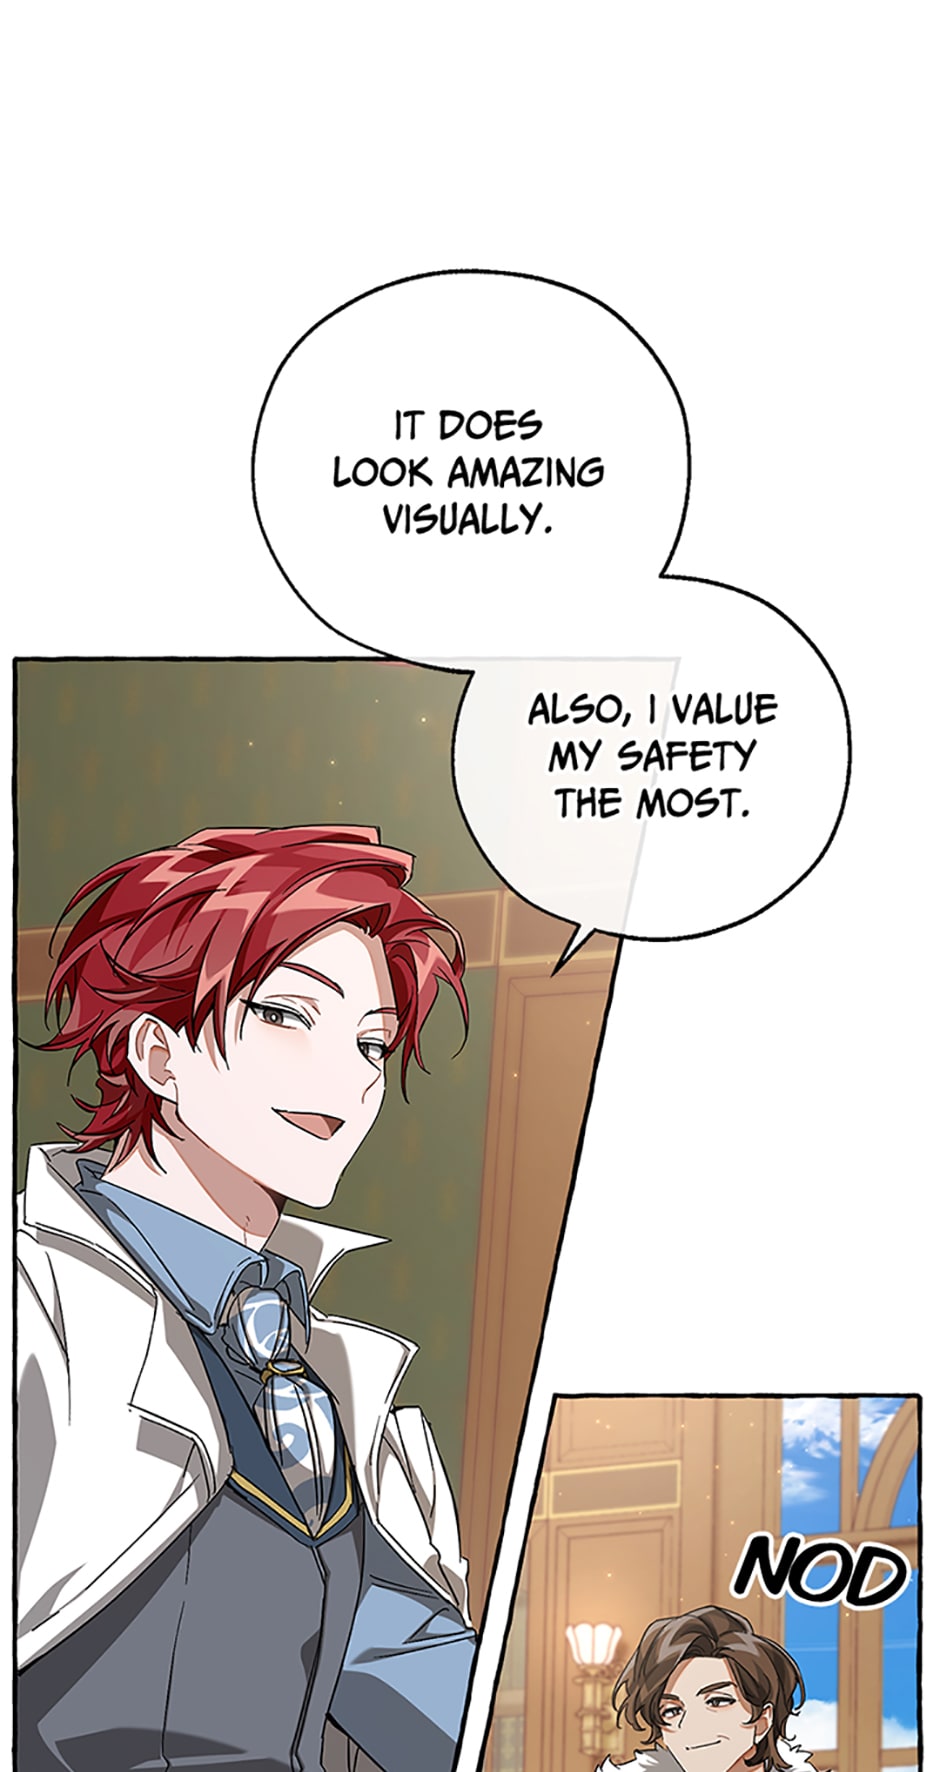 IT DOES
LOOK AMAZING
VISUALLY.
ALSO, I VALUE
MY SAFETY
THE MOST.
NOD